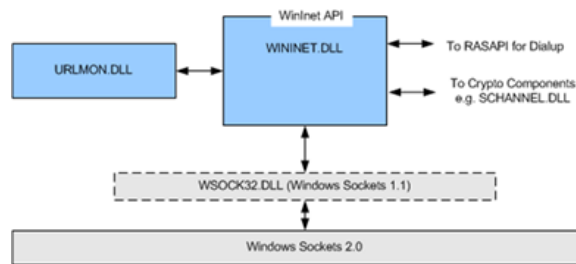 WinInet API
WININET.DLL
URLMON.DLL
To RASAPI for Dialup
To Crypto Components
e.g. SCHANNEL.DLL
WSOCK32.DLL (Windows Sockets 1.1)
Windows Sockets 2.0